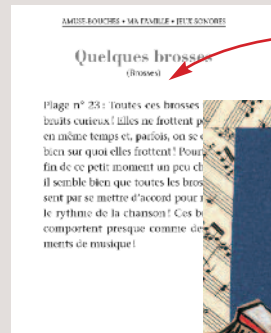 AMUSE-BOUCHES • MA FAMILLE • JEUX SONORES
Quelques brosses
(Brosses)
Plage n° 23 : Toutes ces brosses
bruits curieux ! Elles ne frottent p
en même temps et, parfois, on se
bien sur quoi elles frottent ! Pour
fin de ce petit moment un peu ch
il semble bien que toutes les bros
sent par se mettre d'accord pour
le rythme de la chanson ! Ces b
comportent presque comme de
ments de musique !